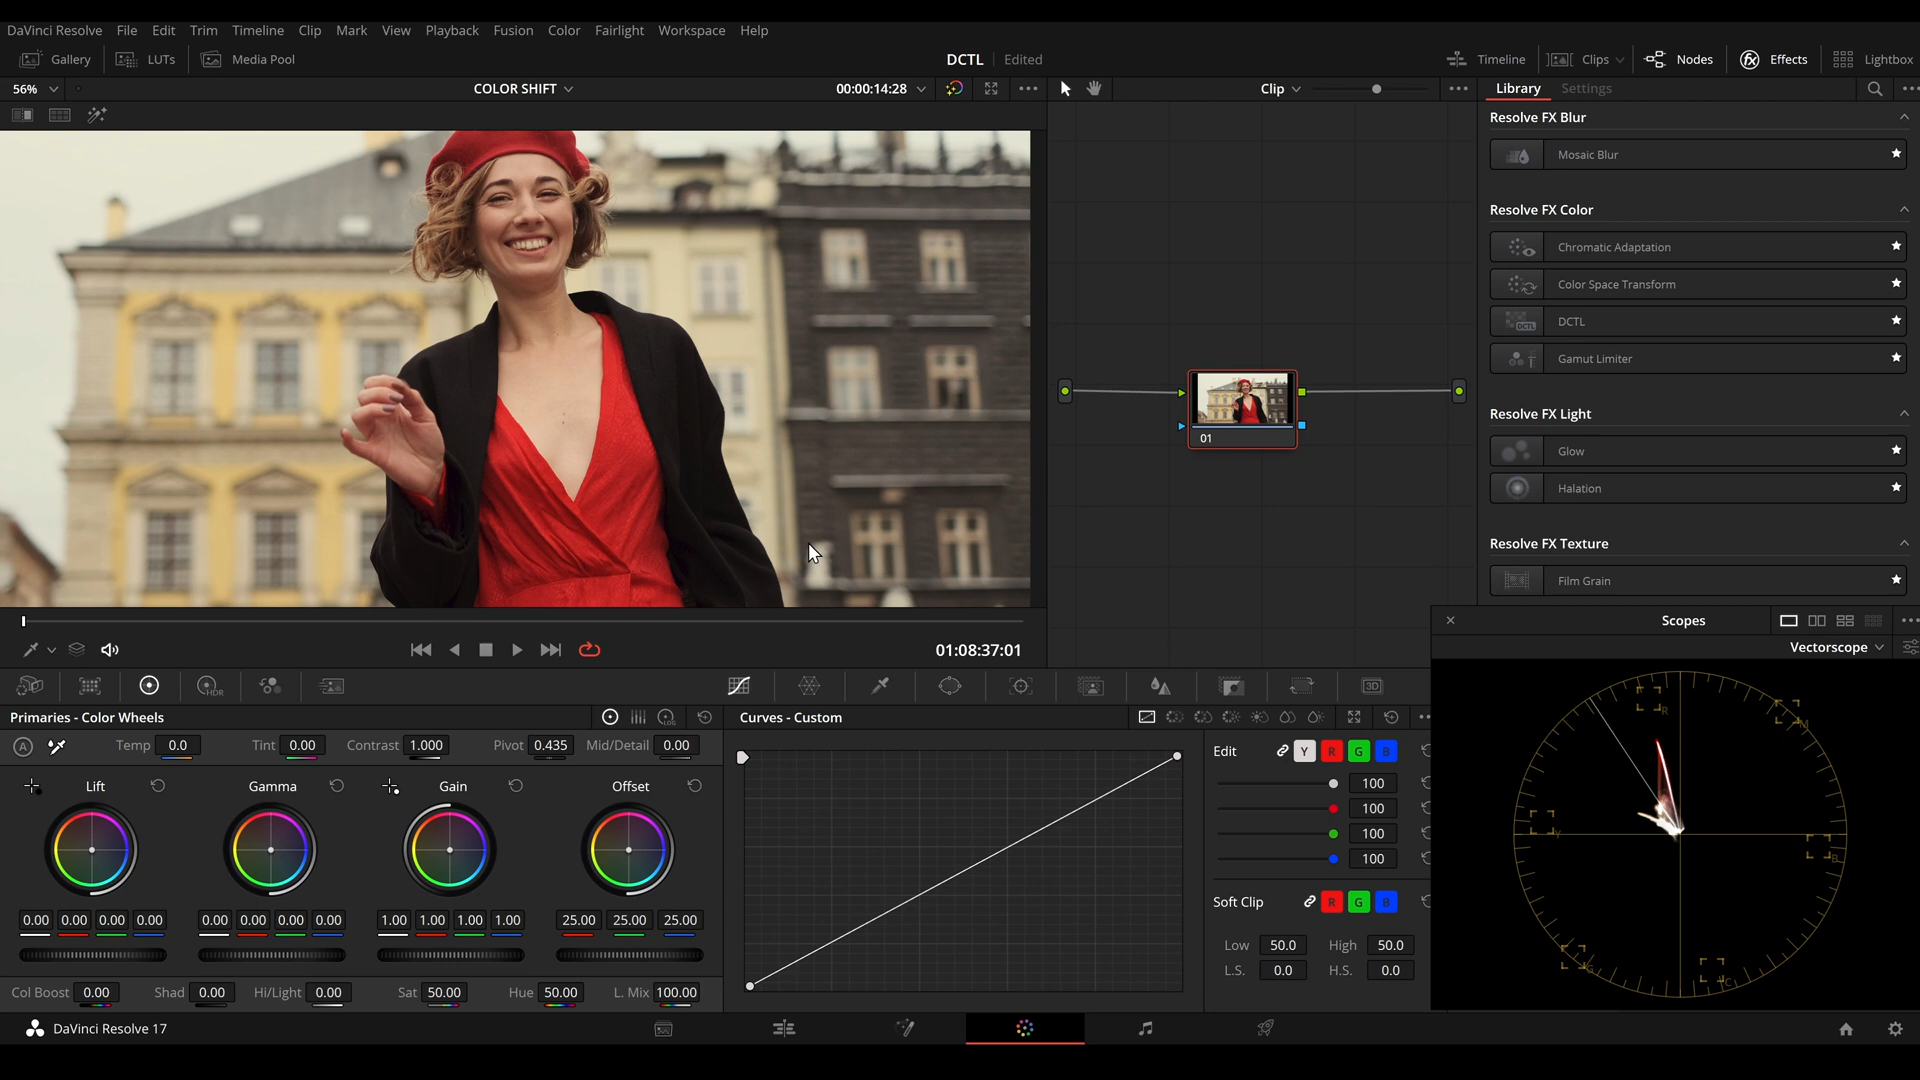 DaVinci Resolve File Edit Trim Timeline Clip Mark View Playback Fusion Color Fairlight Workspace Help
Gallery LUTs Media Pool DCTL Edited Timeline Clips Nodes Effects Lightbox
56% COLOR SHIFT 00:00:14:28 Clip Library Settings
Resolve FX Blur
Mosaic Blur
Resolve FX Color
Chromatic Adaptation
Color Space Transform
DCTL
DCTL
Gamut Limiter
Resolve FX Light
Glow
Halation
Resolve FX Texture
Film Grain
01
Scopes
Vectorscope
01:08:37:01
HDR 3D
Primaries - Color Wheels LOG Curves - Custom
A Temp 0.0 Tint 0.00 Contrast 1.000 Pivot 0.435 Mid/Detail 0.00
Edit Y R G B
Lift Gamma Gain Offset
100
100
100
100
Soft Clip R G B
0.00 0.00 0.00 0.00 0.00 0.00 0.00 0.00 1.00 1.00 1.00 1.00 25.00 25.00 25.00
Low 50.0 High 50.0
L.S. 0.0 H.S. 0.0
Col Boost 0.00 Shad 0.00 Hi/Light 0.00 Sat 50.00 Hue 50.00 L. Mix 100.00
R
M
Y
B
G
C
DaVinci Resolve 17